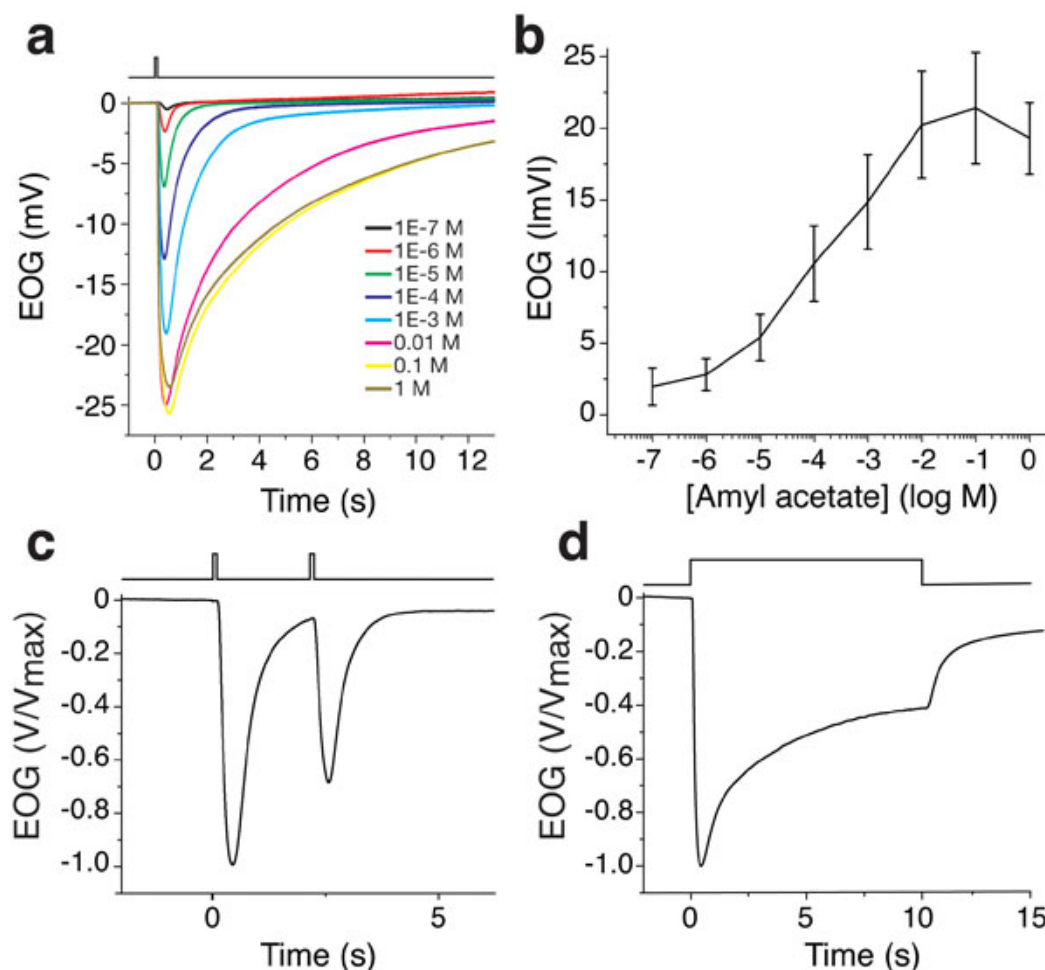 a
0
-5
-10
-15
-20
-25
EOG (mV)
1E-7 M
1E-6 M
1E-5 M
1E-4 M
1E-3 M
0.01 M
0.1 M
1 M
0 2 4 6 8 10 12
Time (s)
b
25
20
15
10
5
0
EOG (lmVl)
-7 -6 -5 -4 -3 -2 -1 0
[Amyl acetate] (log M)
c
0
-0.2
-0.4
-0.6
-0.8
-1.0
EOG (V/Vmax)
0 5
Time (s)
d
0
-0.2
-0.4
-0.6
-0.8
-1.0
EOG (V/Vmax)
0 5 10 15
Time (s)